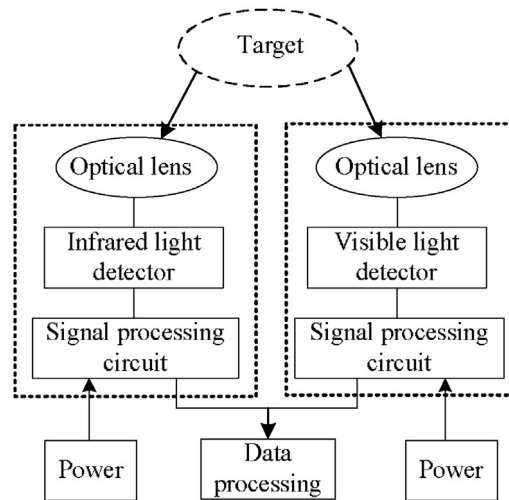 Target
Optical lens
Optical lens
Infrared light
detector
Visible light
detector
Signal processing
circuit
Signal processing
circuit
Power
Data
processing
Power